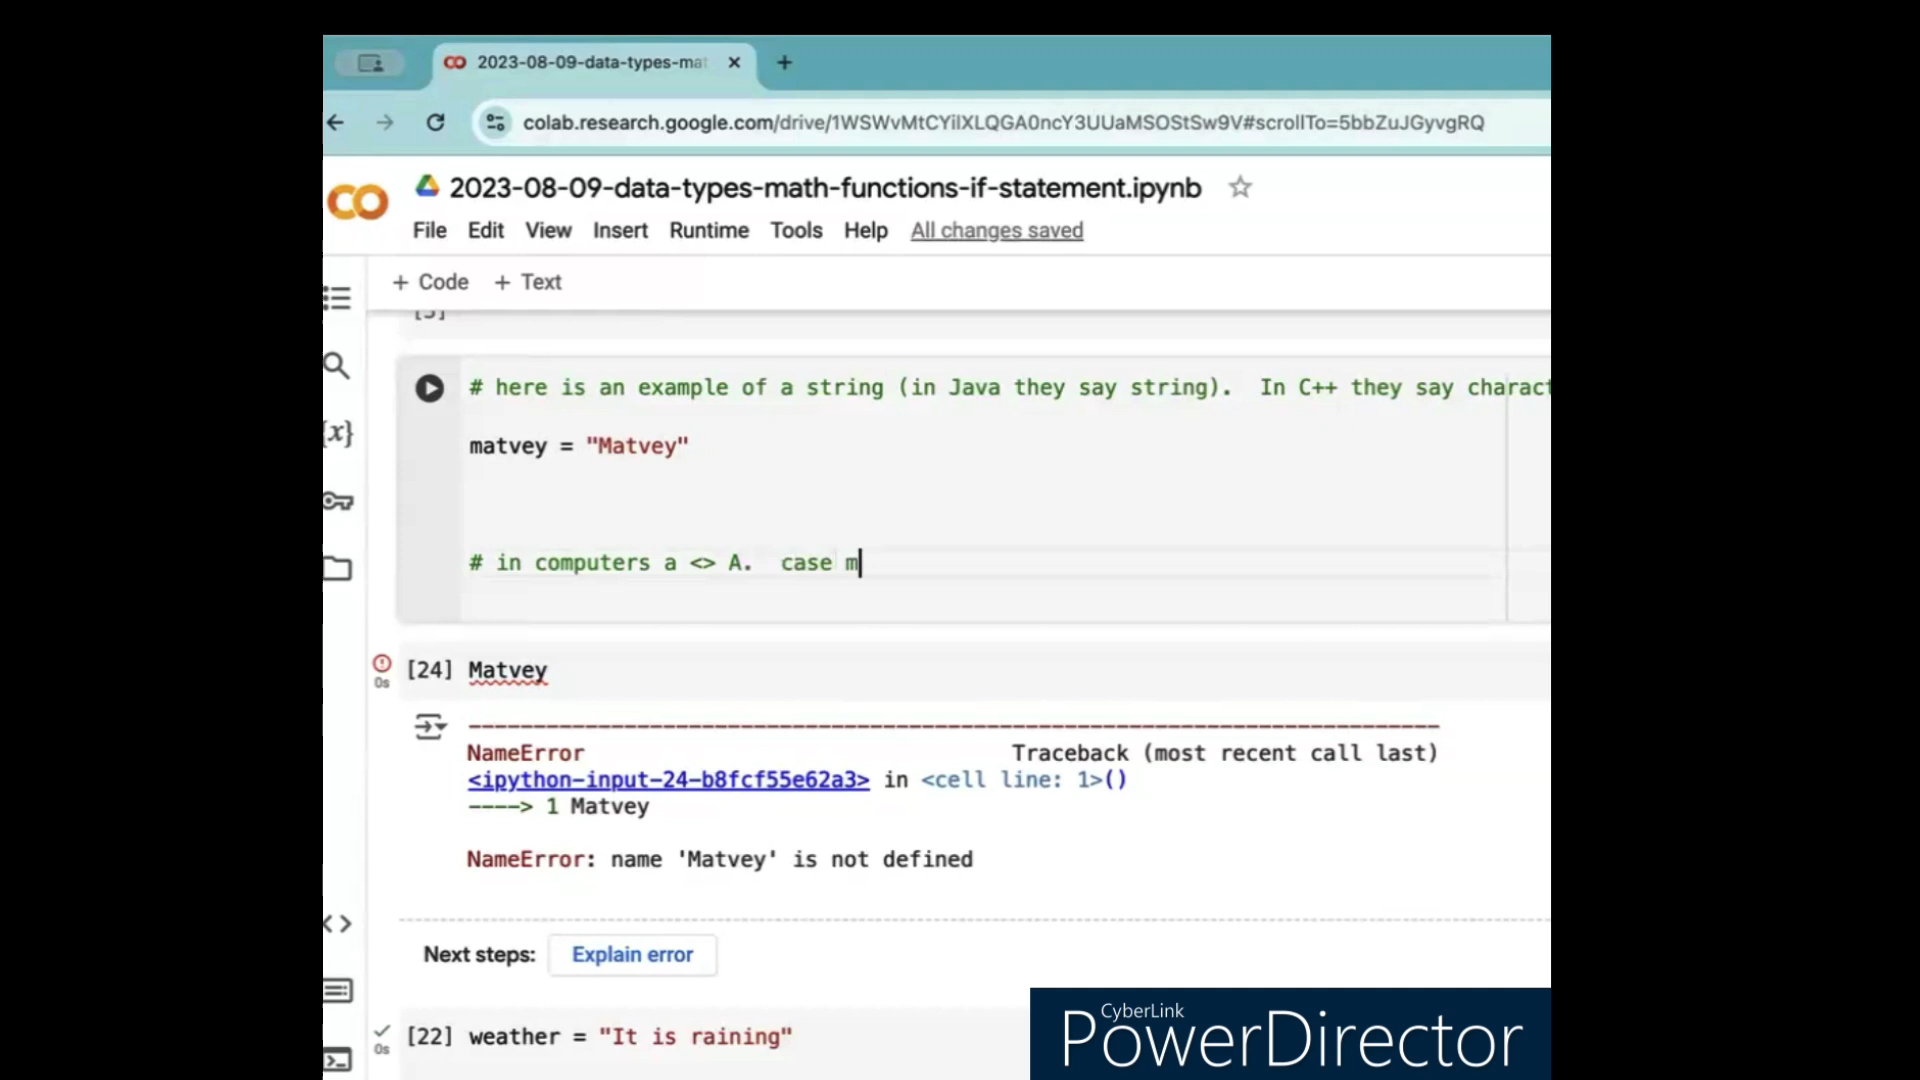 2023-08-09-data-types-mat
colab.research.google.com/drive/1WSWvMtCYilXLQGA0ncY3UUaMSOStSw9V#scrollTo=5bbZuJGyvgRQ
2023-08-09-data-types-math-functions-if-statement.ipynb
File Edit View Insert Runtime Tools Help All changes saved
+ Code + Text
# here is an example of a string (in Java they say string). In C++ they say charact
matvey = "Matvey"
# in computers a <> A. case m
[24] Matvey
0s
NameError Traceback (most recent call last)
<ipython-input-24-b8fcf55e62a3> in <cell line: 1>()
----> 1 Matvey
NameError: name 'Matvey' is not defined
Next steps: Explain error
[22] weather = "It is raining"
0s
CyberLink
PowerDirector